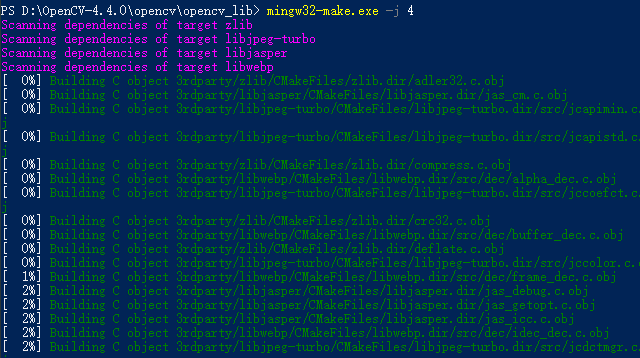 PS D:\OpenCV-4.4.0\opencv\opencv_lib> mingw32-make.exe -j 4
Scanning dependencies of target zlib
Scanning dependencies of target libjpeg-turbo
Scanning dependencies of target libjasper
Scanning dependencies of target libwebp
[  0%] Building C object 3rdparty/zlib/CMakeFiles/zlib.dir/adler32.c.obj
[  0%] Building C object 3rdparty/libjasper/CMakeFiles/libjasper.dir/jas_cm.c.obj
[  0%] Building C object 3rdparty/libjpeg-turbo/CMakeFiles/libjpeg-turbo.dir/src/jcapimin.c.
j
[  0%] Building C object 3rdparty/libjpeg-turbo/CMakeFiles/libjpeg-turbo.dir/src/jcapistd.c.
j
[  0%] Building C object 3rdparty/zlib/CMakeFiles/zlib.dir/compress.c.obj
[  0%] Building C object 3rdparty/libwebp/CMakeFiles/libwebp.dir/src/dec/alpha_dec.c.obj
[  0%] Building C object 3rdparty/libjpeg-turbo/CMakeFiles/libjpeg-turbo.dir/src/jccoefct.c.
j
[  0%] Building C object 3rdparty/zlib/CMakeFiles/zlib.dir/crc32.c.obj
[  0%] Building C object 3rdparty/libwebp/CMakeFiles/libwebp.dir/src/dec/buffer_dec.c.obj
[  0%] Building C object 3rdparty/zlib/CMakeFiles/zlib.dir/deflate.c.obj
[  0%] Building C object 3rdparty/libjpeg-turbo/CMakeFiles/libjpeg-turbo.dir/src/jccolor.c.o
[  1%] Building C object 3rdparty/libwebp/CMakeFiles/libwebp.dir/src/dec/frame_dec.c.obj
[  2%] Building C object 3rdparty/libjasper/CMakeFiles/libjasper.dir/jas_debug.c.obj
[  2%] Building C object 3rdparty/libjasper/CMakeFiles/libjasper.dir/jas_getopt.c.obj
[  2%] Building C object 3rdparty/libjasper/CMakeFiles/libjasper.dir/jas_icc.c.obj
[  2%] Building C object 3rdparty/libwebp/CMakeFiles/libwebp.dir/src/dec/idec_dec.c.obj
[  2%] Building C object 3rdparty/libjpeg-turbo/CMakeFiles/libjpeg-turbo.dir/src/jcdctmgr.c.